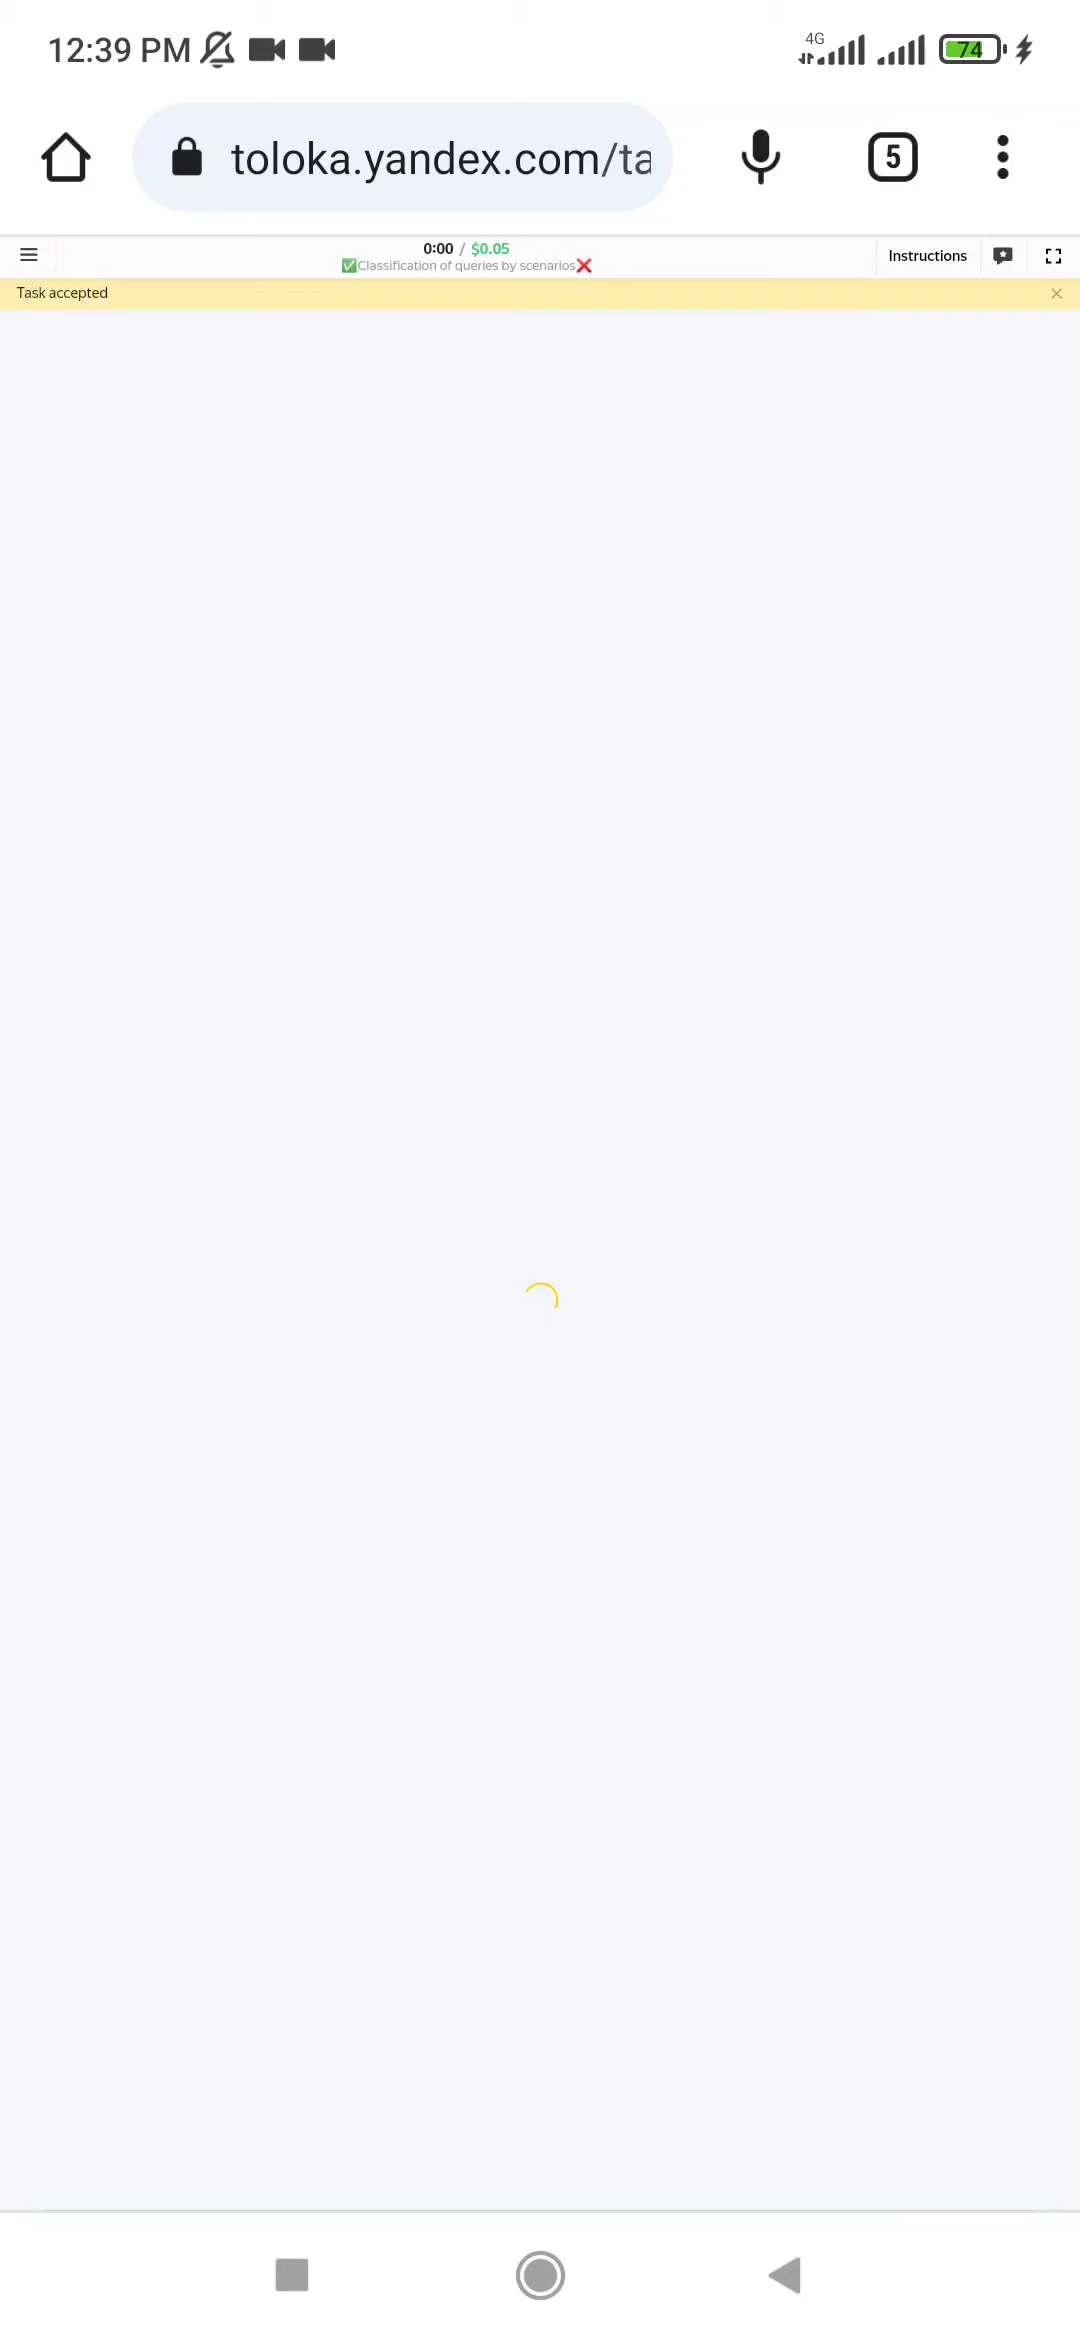 12:39 PM
4G
74
toloka.yandex.com/ta
5
0:00 / $0.05
✅Classification of queries by scenarios❌
Instructions
Task accepted